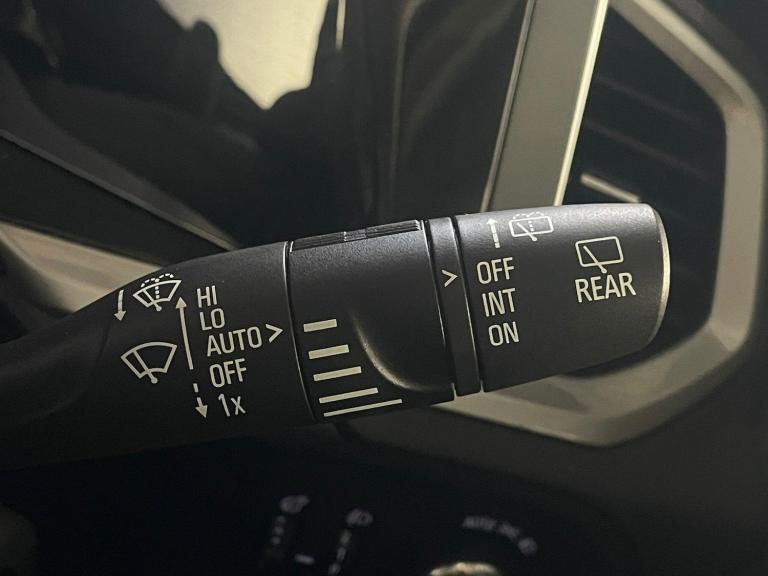 HI
LO
AUTO >
OFF
1x
>
OFF
INT
ON
REAR